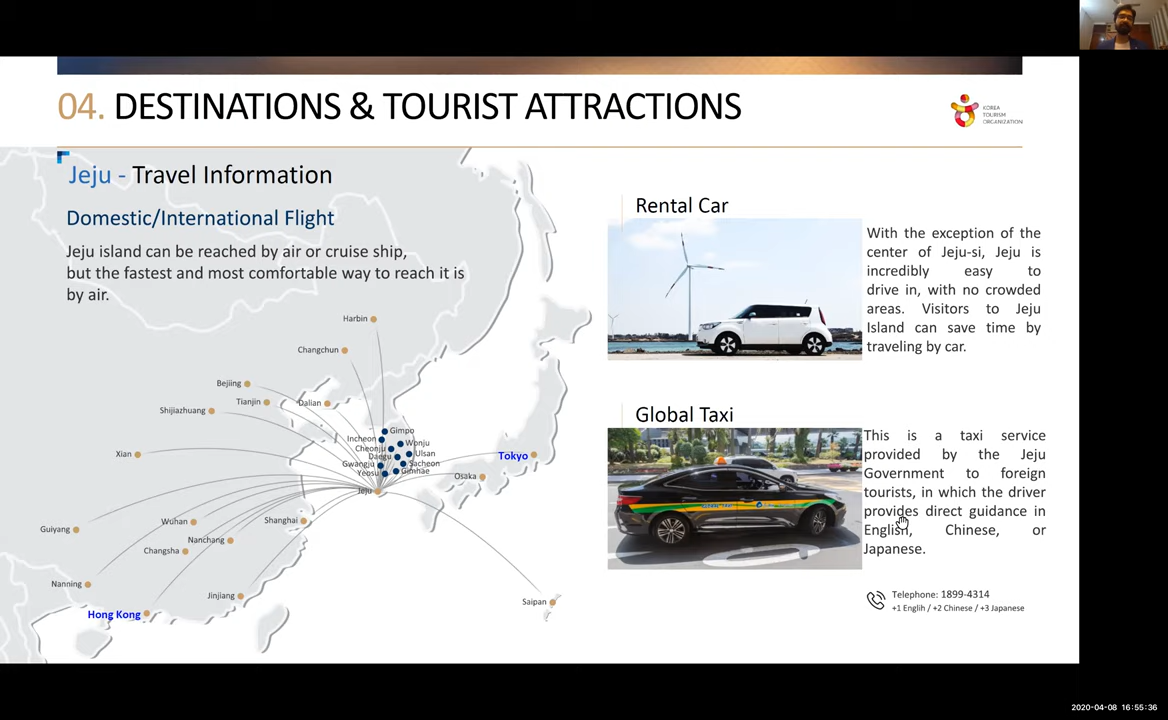 04. DESTINATIONS & TOURIST ATTRACTIONS
KOREA
TOURISM
ORGANIZATION
Jeju - Travel Information
Domestic/International Flight
Jeju island can be reached by air or cruise ship,
but the fastest and most comfortable way to reach it is
by air.
Harbin
Changchun
Bejiing
Tianjin
Dalian
Shijiazhuang
Gimpo
Incheon
Wonju
Cheonju
Ulsan
Daegu
Gwangju
Sacheon
Yeosu
Gimhae
Xian
Tokyo
Osaka
Jeju
Guiyang
Wuhan
Shanghai
Nanchang
Changsha
Nanning
Jinjiang
Hong Kong
Saipan
Rental Car
With the exception of the
center of Jeju-si, Jeju is
incredibly easy to
drive in, with no crowded
areas. Visitors to Jeju
Island can save time by
traveling by car.
Global Taxi
This is a taxi service
provided by the Jeju
Government to foreign
tourists, in which the driver
provides direct guidance in
English, Chinese, or
Japanese.
Telephone: 1899-4314
+1 Englih / +2 Chinese / +3 Japanese
2020-04-08 16:55:36